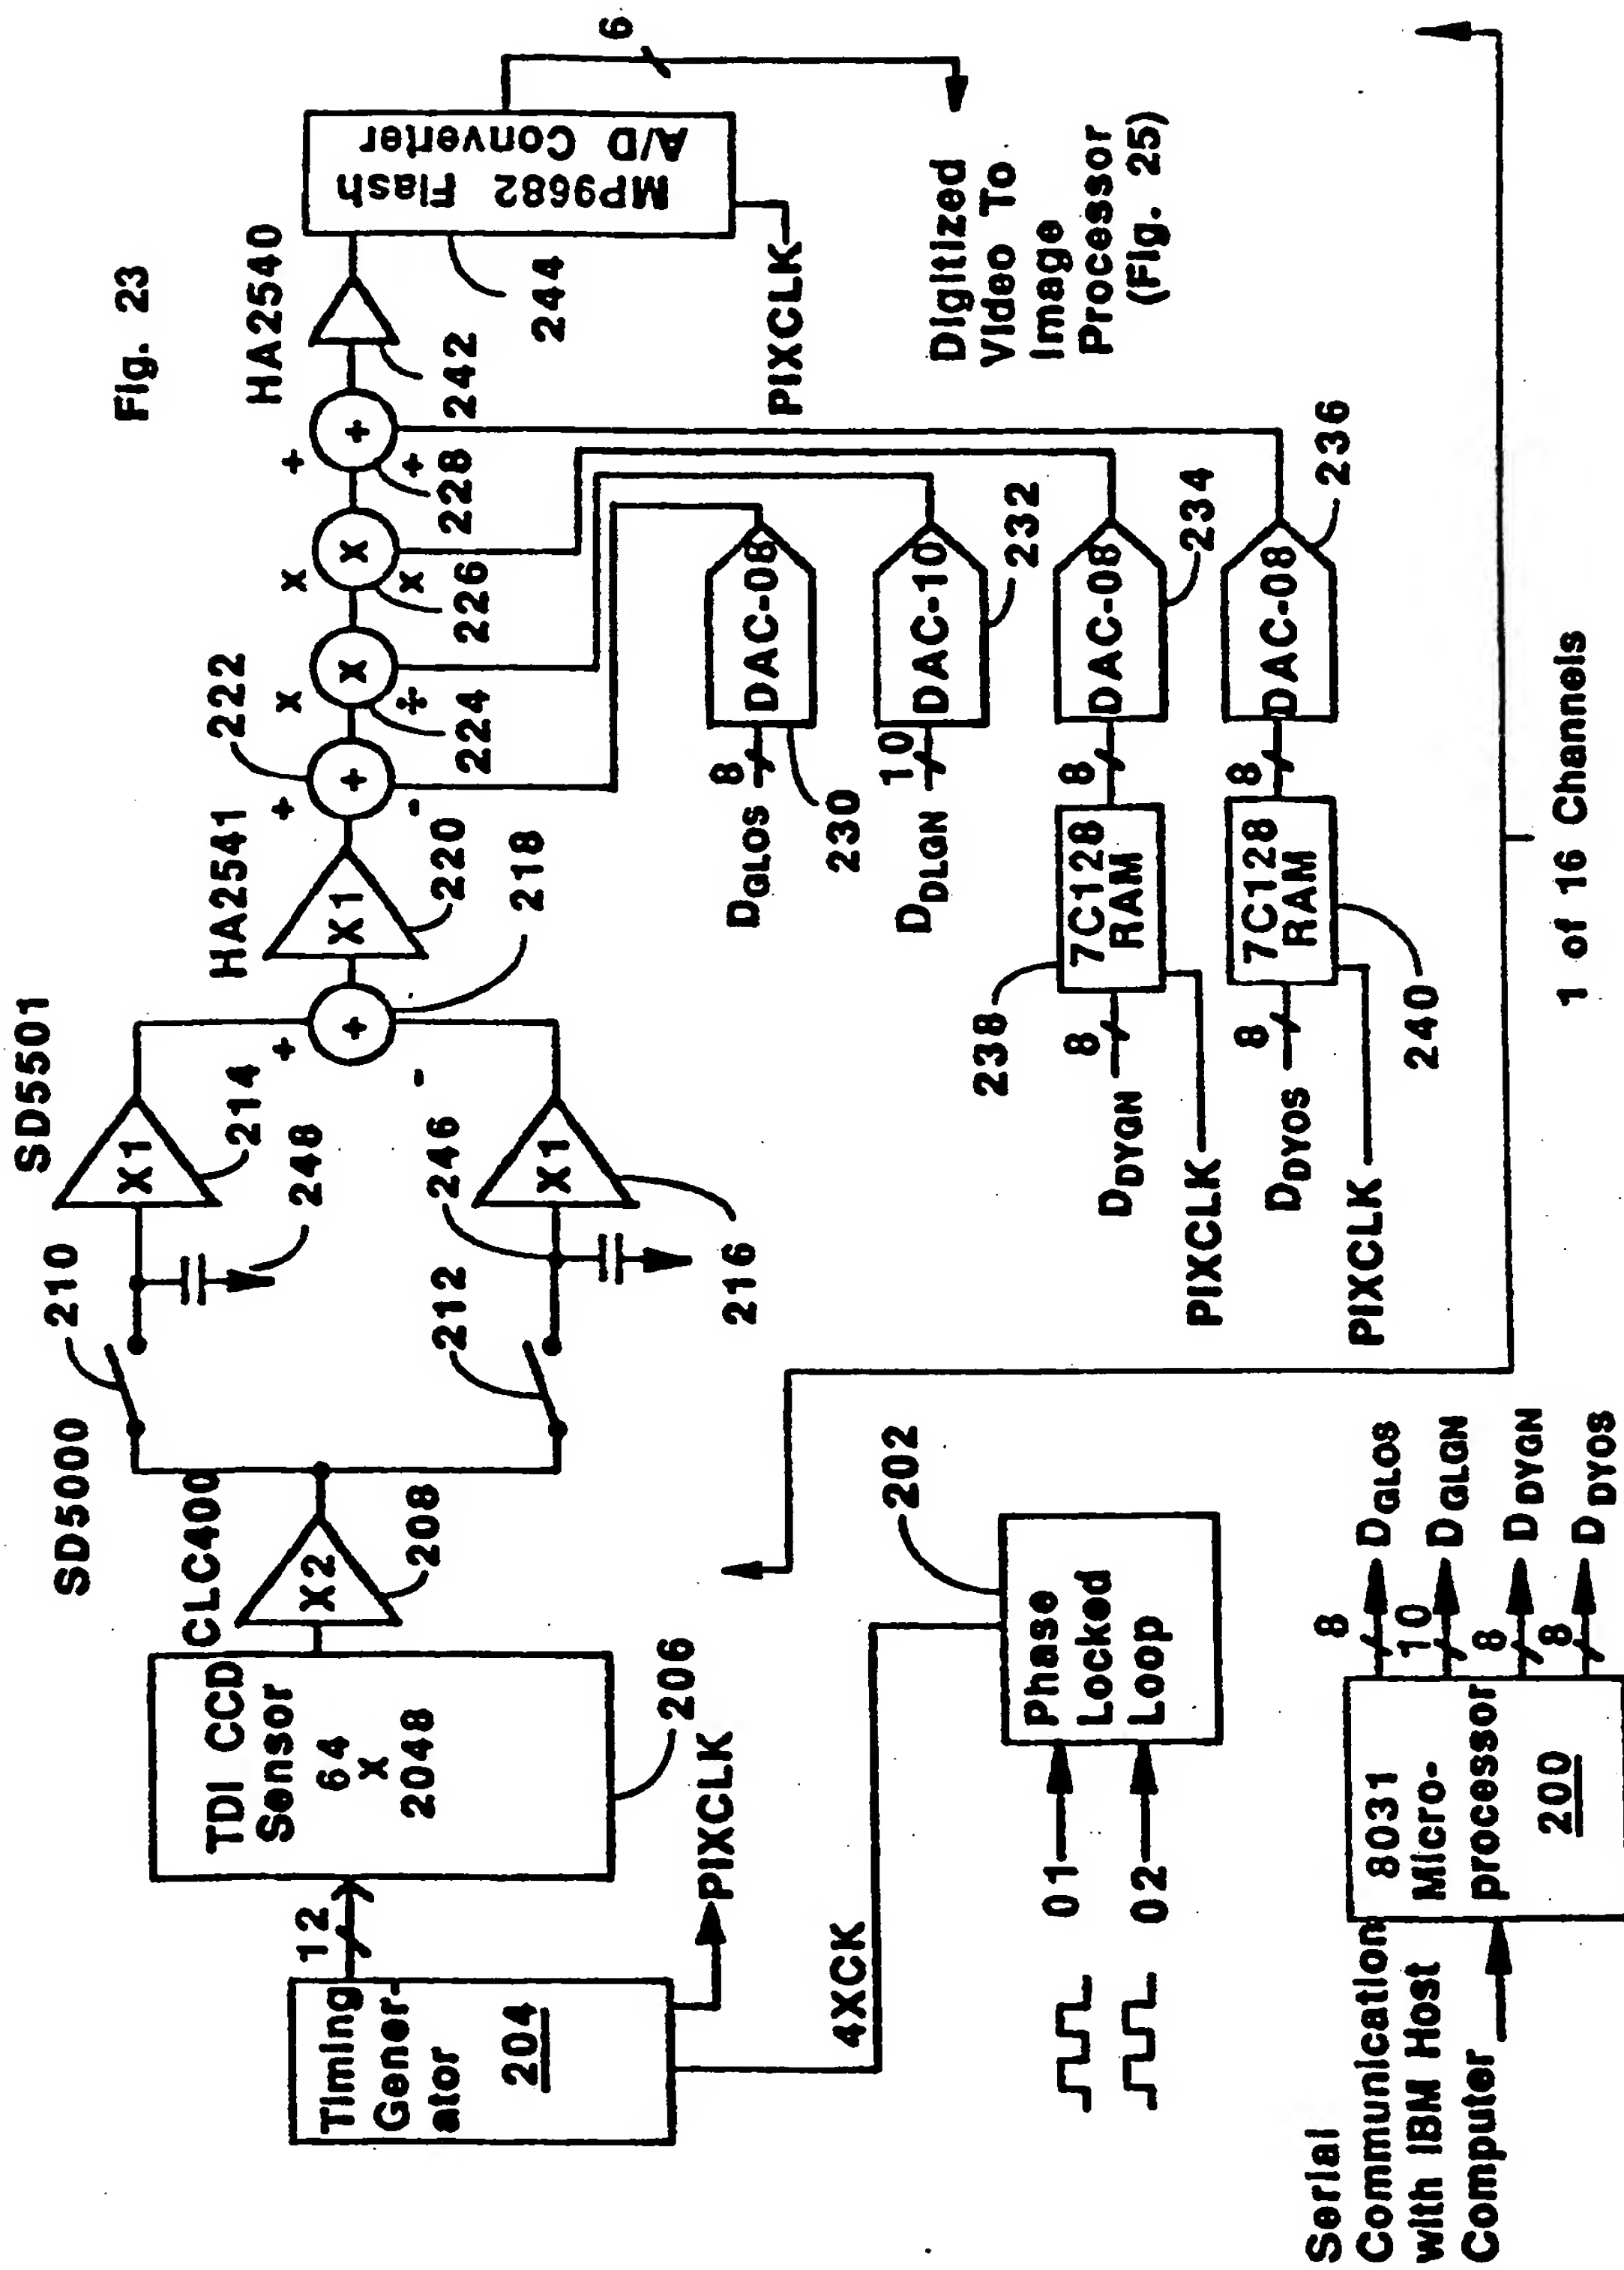 Fig. 23
SD5000
SD5501
210
X1
214
248
CLC400
HA2541
222
HA2540
TDI CCD
Sensor
64
X
2048
X2
208
212
246
X1
216
+
-
+
218
X1
220
+
-
+
X
÷
X
224
X
X
X
226
+
+
+
228
242
MP9682 Flash
A/D Converter
244
6
PIXCLK
Digitized
Video To
Image
Processor
(Fig. 25)
Timing
Gener-
ator
204
12
206
PIXCLK
4XCK
202
Phase
Locked
Loop
01
02
DGLOS
8
DAC-08
230
DDLGN
10
DAC-10
232
238
DDYGN
8
7C128
RAM
8
DAC-08
234
PIXCLK
DDYOS
8
7C128
RAM
8
DAC-08
236
PIXCLK
240
Serial
Communication
with IBM Host
Computer
8031
Micro-
processor
200
8
DGLOS
10
DGLGN
8
DDYGN
8
DDYOS
1 of 16 Channels